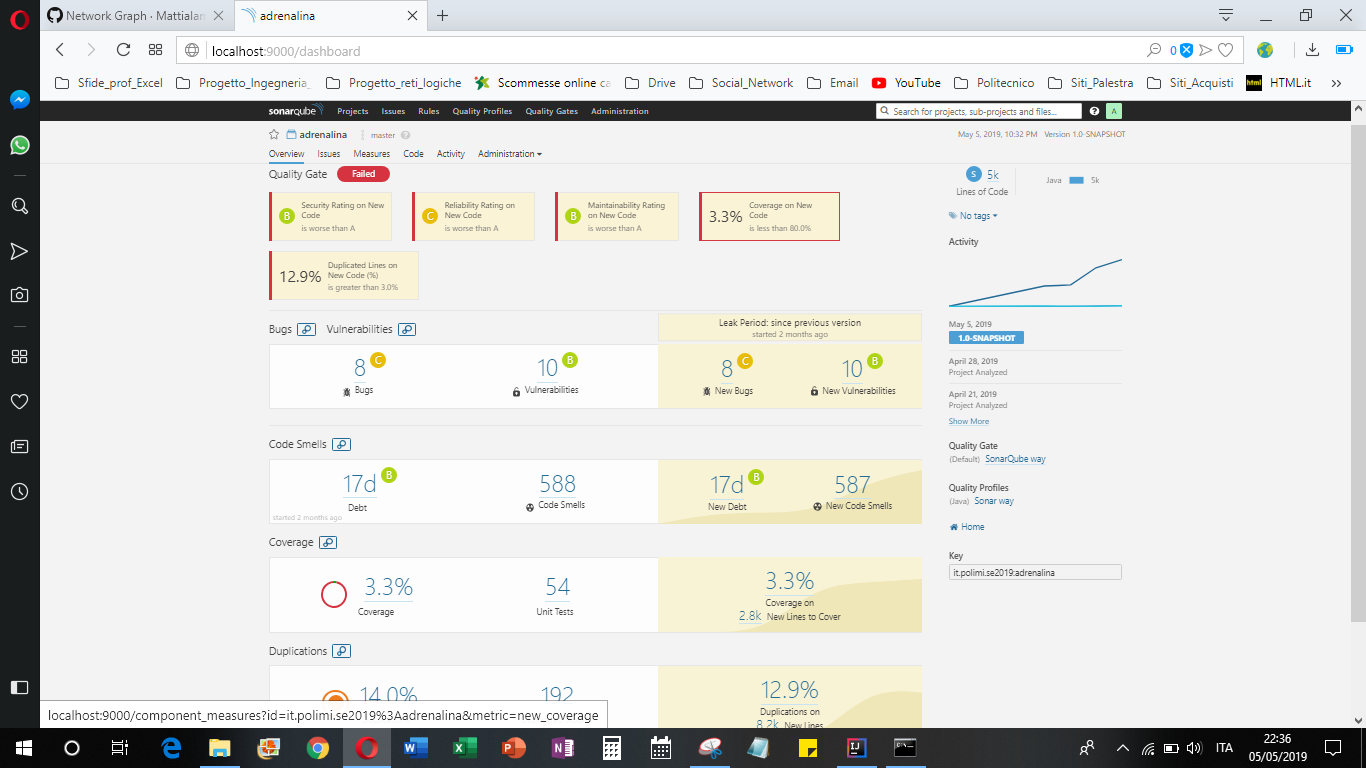 Network Graph · Mattialan
adrenalina
localhost:9000/dashboard
0
Sfide_prof_Excel
Progetto_Ingegneria_
Progetto_reti_logiche
Scommesse online ca
Drive
Social_Network
Email
YouTube
Politecnico
Siti_Palestra
Siti_Acquisti
html
HTML.it
sonarqube
Projects
Issues
Rules
Quality Profiles
Quality Gates
Administration
Search for projects, sub-projects and files...
A
adrenalina
master
May 5, 2019, 10:32 PM Version 1.0-SNAPSHOT
Overview
Issues
Measures
Code
Activity
Administration
Quality Gate
Failed
B
Security Rating on New
Code
is worse than A
C
Reliability Rating on
New Code
is worse than A
B
Maintainability Rating
on New Code
is worse than A
3.3%
Coverage on New
Code
is less than 80.0%
12.9%
Duplicated Lines on
New Code (%)
is greater than 3.0%
Bugs
Vulnerabilities
Leak Period: since previous version
started 2 months ago
8 C
Bugs
10 B
Vulnerabilities
8 C
New Bugs
10 B
New Vulnerabilities
Code Smells
17d B
Debt
started 2 months ago
588
Code Smells
17d B
New Debt
587
New Code Smells
Coverage
3.3%
Coverage
54
Unit Tests
3.3%
Coverage on
2.8k New Lines to Cover
Duplications
14.0%
192
12.9%
Duplications on
8.2k New Lines
S 5k
Lines of Code
Java 5k
No tags
Activity
May 5, 2019
1.0-SNAPSHOT
April 28, 2019
Project Analyzed
April 21, 2019
Project Analyzed
Show More
Quality Gate
(Default) SonarQube way
Quality Profiles
(Java) Sonar way
Home
Key
it.polimi.se2019:adrenalina
localhost:9000/component_measures?id=it.polimi.se2019%3Aadrenalina&metric=new_coverage
ITA
22:36
05/05/2019